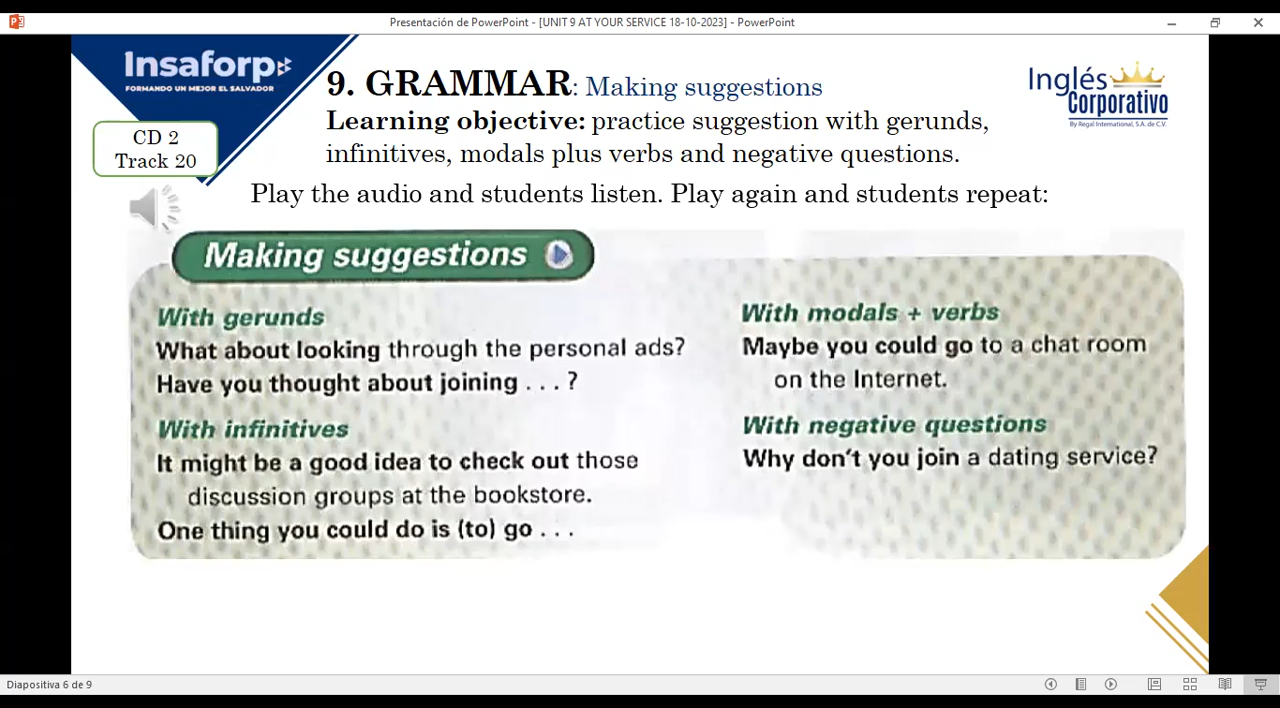 Presentación de PowerPoint - [UNIT 9 AT YOUR SERVICE 18-10-2023] - PowerPoint
Insaforp
FORMANDO UN MEJOR EL SALVADOR
CD 2
Track 20
9. GRAMMAR: Making suggestions
Learning objective: practice suggestion with gerunds,
infinitives, modals plus verbs and negative questions.
Inglés
Corporativo
By Regal International, S.A. de C.V.
Play the audio and students listen. Play again and students repeat:
Making suggestions
With gerunds
What about looking through the personal ads?
Have you thought about joining . . . ?
With infinitives
It might be a good idea to check out those
discussion groups at the bookstore.
One thing you could do is (to) go . . .
With modals + verbs
Maybe you could go to a chat room
on the Internet.
With negative questions
Why don't you join a dating service?
Diapositiva 6 de 9